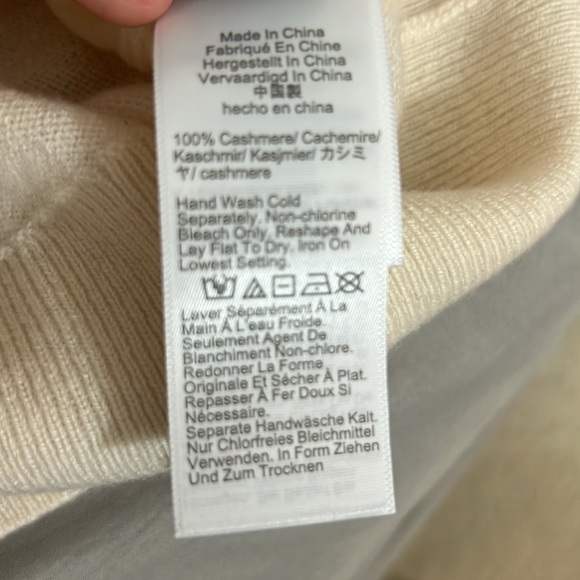 Made In China
Fabriqué En Chine
Hergestellt In China
Vervaardigd In China
中国製
hecho en china
100% Cashmere/ Cachemire/
Kaschmir/ Kasjmier/ カシミ
ヤ/ cashmere
Hand Wash Cold
Separately. Non-chlorine
Bleach Only. Reshape And
Lay Flat To Dry. Iron On
Lowest Setting.
Laver Séparément À La
Main À L'eau Froide.
Seulement Agent De
Blanchiment Non-chlore.
Redonner La Forme
Originale Et Sécher À Plat.
Repasser À Fer Doux Si
Nécessaire.
Separate Handwäsche Kalt.
Nur Chlorfreies Bleichmittel
Verwenden. In Form Ziehen
Und Zum Trocknen